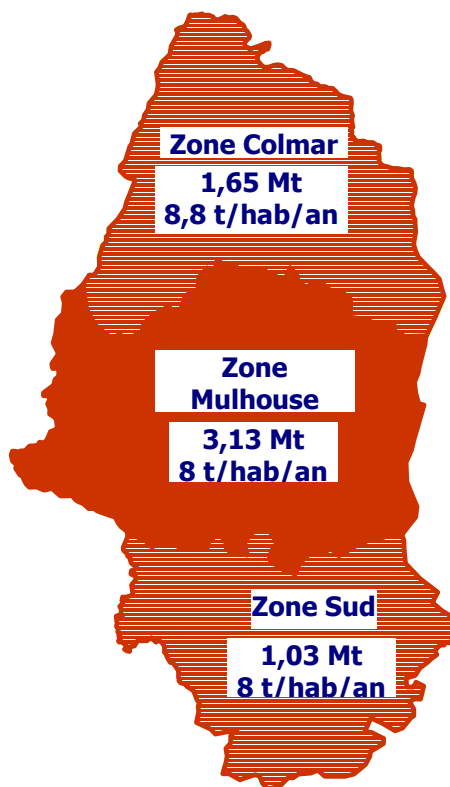 Zone Colmar
1,65 Mt
8,8 t/hab/an
Zone
Mulhouse
3,13 Mt
8 t/hab/an
Zone Sud
1,03 Mt
8 t/hab/an